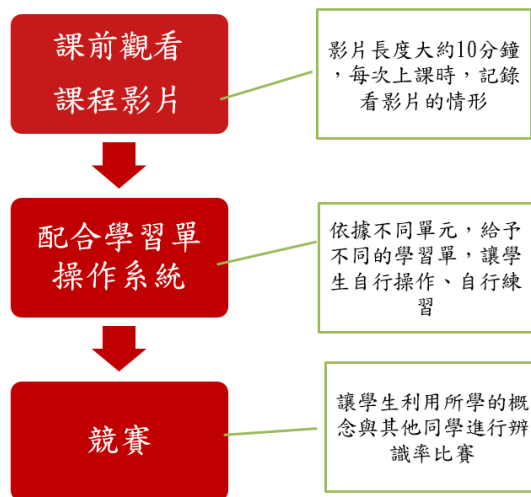 課前觀看
課程影片
影片長度大約10分鐘
，每次上課時，記錄
看影片的情形
配合學習單
操作系統
依據不同單元，給予
不同的學習單，讓學
生自行操作、自行練
習
競賽
讓學生利用所學的概
念與其他同學進行辨
識率比賽